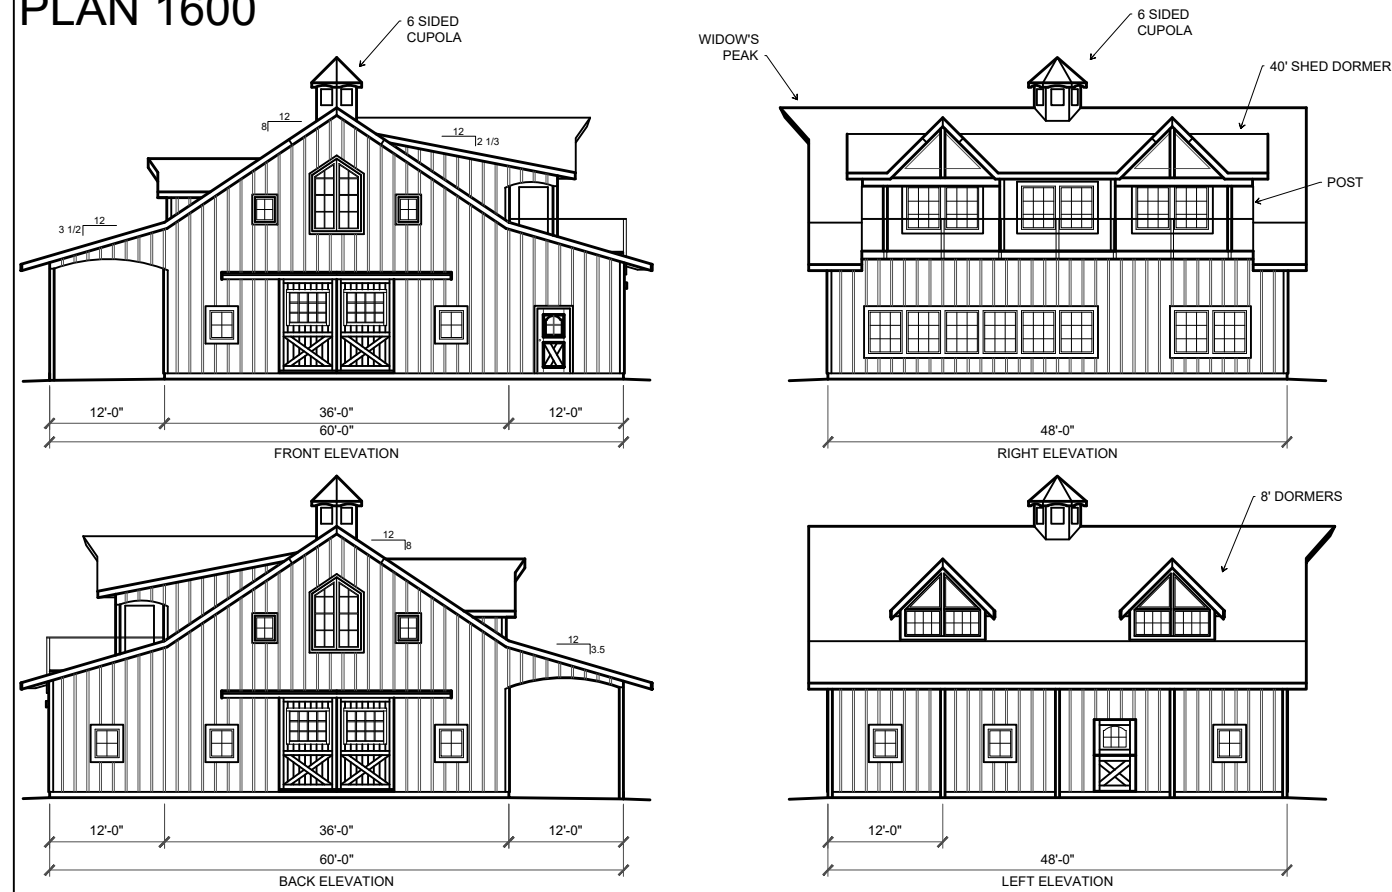 PLAN 1600
6 SIDED
CUPOLA
12
8
12
2 1/3
12
3 1/2
12'-0"
36'-0"
12'-0"
60'-0"
FRONT ELEVATION
WIDOW'S
PEAK
6 SIDED
CUPOLA
40' SHED DORMER
POST
48'-0"
RIGHT ELEVATION
12
8
12
3.5
12'-0"
36'-0"
12'-0"
60'-0"
BACK ELEVATION
8' DORMERS
12'-0"
48'-0"
LEFT ELEVATION